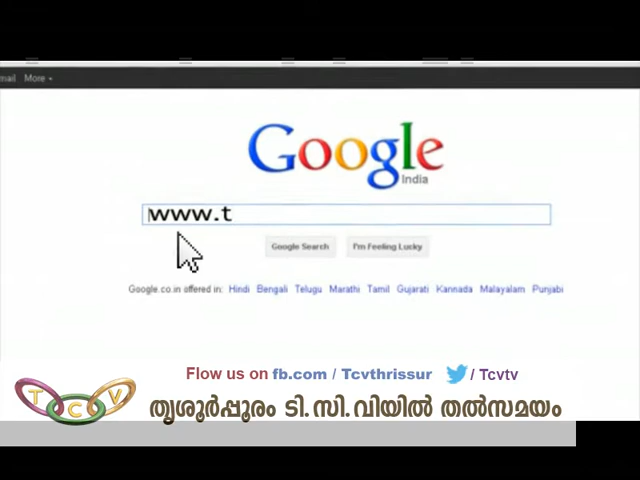 mail More
Google
India
www.t
Google Search I'm Feeling Lucky
Google.co.in offered in: Hindi Bengali Telugu Marathi Tamil Gujarati Kannada Malayalam Punjabi
Flow us on fb.com / Tcvthrissur / Tcvtv
TCV
തൃശൂർപ്പൂരം ടി.സി.വിയിൽ തൽസമയം